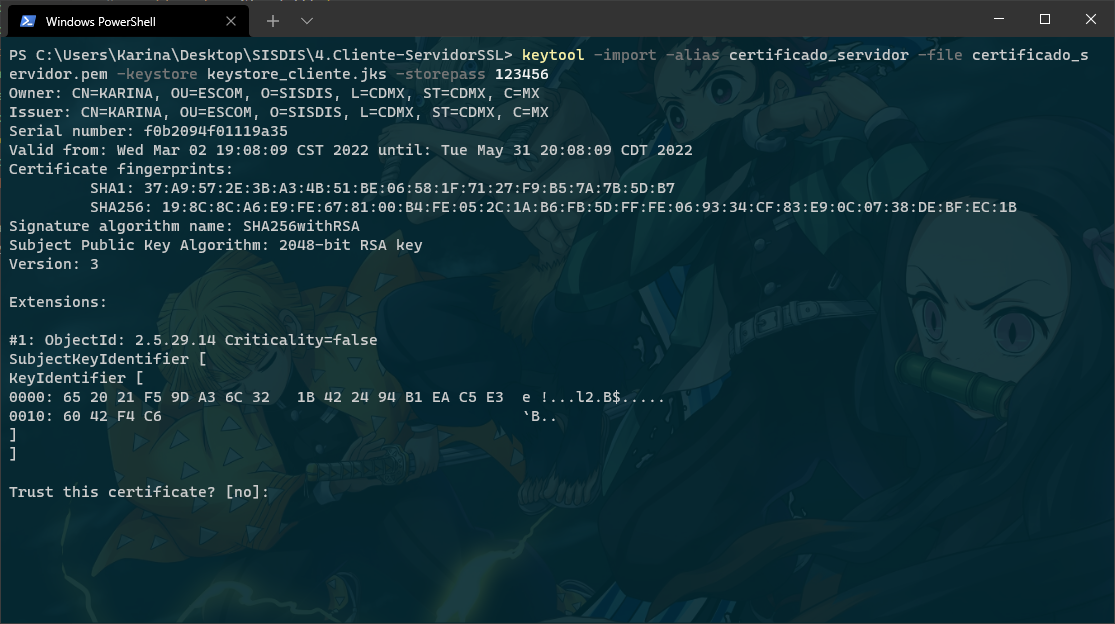 Windows PowerShell
PS C:\Users\Karina\Desktop\SISDIS\4.Cliente-ServidorSSL> keytool -import -alias certificado_servidor -file certificado_s
ervidor.pem -keystore keystore_cliente.jks -storepass 123456
Owner: CN=KARINA, OU=ESCOM, O=SISDIS, L=CDMX, ST=CDMX, C=MX
Issuer: CN=KARINA, OU=ESCOM, O=SISDIS, L=CDMX, ST=CDMX, C=MX
Serial number: f0b2094f01119a35
Valid from: Wed Mar 02 19:08:09 CST 2022 until: Tue May 31 20:08:09 CDT 2022
Certificate fingerprints:
         SHA1: 37:A9:57:2E:3B:A3:4B:51:BE:06:58:1F:71:27:F9:B5:7A:7B:5D:B7
         SHA256: 19:8C:8C:A6:E9:FE:67:81:00:B4:FE:05:2C:1A:B6:FB:5D:FF:FE:06:93:34:CF:83:E9:0C:07:38:DE:BF:EC:1B
Signature algorithm name: SHA256withRSA
Subject Public Key Algorithm: 2048-bit RSA key
Version: 3
Extensions:
#1: ObjectId: 2.5.29.14 Criticality=false
SubjectKeyIdentifier [
KeyIdentifier [
0000: 65 20 21 F5 9D A3 6C 32   1B 42 24 94 B1 EA C5 E3  e !...l2.B$.....
0010: 60 42 F4 C6                                        `B..
]
]
Trust this certificate? [no]: